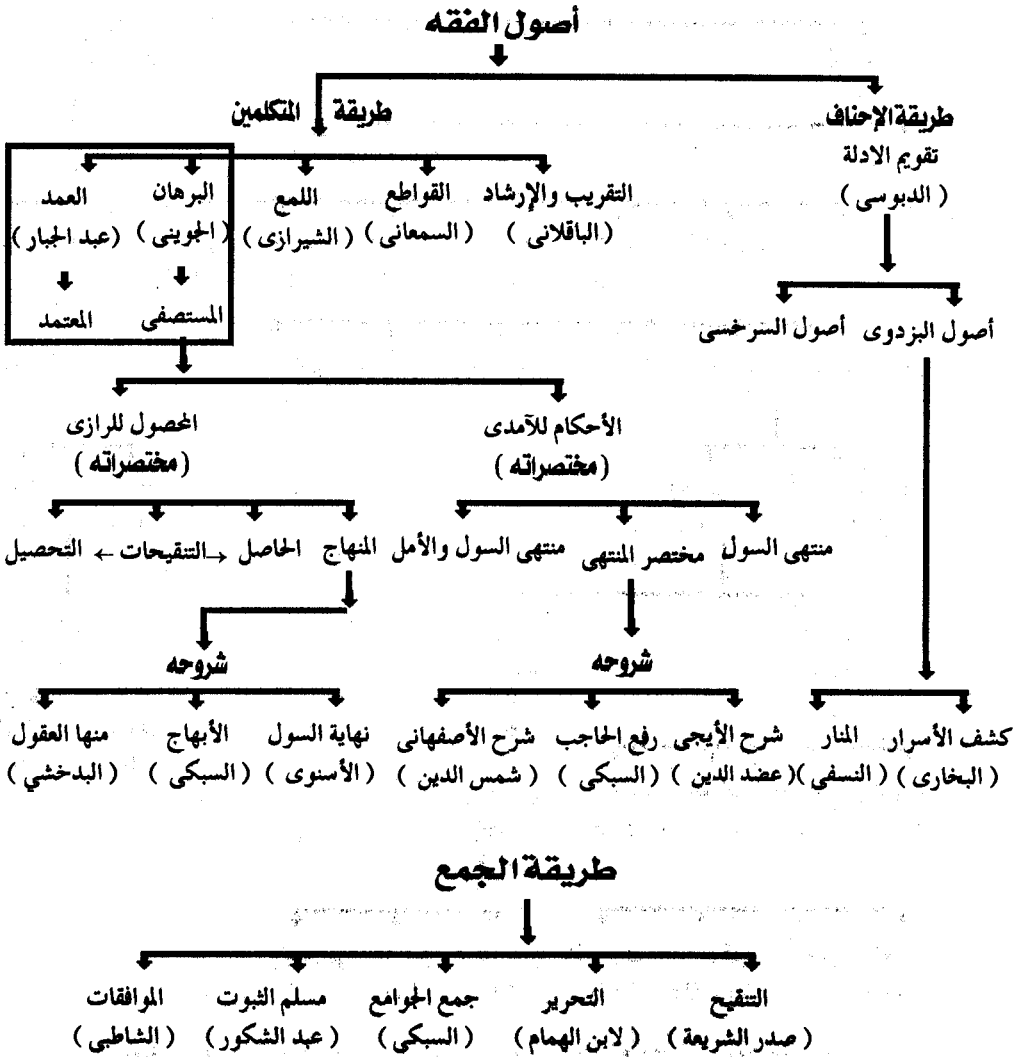 أصول الفقه
طريقة الإحناف
طريقة المتكلمين
تقويم الادلة
( الدبوسى )
التقريب والإرشاد
( الباقلانى )
القواطع
( السمعانى )
اللمع
( الشيرازى )
البرهان
( الجوينى )
العمد
( عبد الجبار )
المستصفى
المعتمد
أصول البزدوى
أصول السرخسى
الأحكام للآمدى
( مختصراته )
المحصول للرازى
( مختصراته )
منتهى السول
مختصر المنتهى
منتهى السول والأمل
المنهاج
الحاصل → التنقيحات ← التحصيل
شروحه
شروحه
كشف الأسرار
( البخارى )
المنار
( النسفى )
شرح الأيجى
( عضد الدين )
رفع الحاجب
( السبكى )
شرح الأصفهانى
( شمس الدين )
نهاية السول
( الأسنوى )
الأبهاج
( السبكى )
منها العقول
( البدخشي )
طريقة الجمع
التنقيح
( صدر الشريعة )
التحرير
( لابن الهمام )
جمع الجوامع
( السبكى )
مسلم الثبوت
( عبد الشكور )
الموافقات
( الشاطبى )